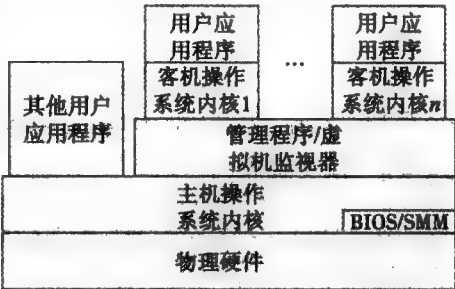 用户应
用程序
客机操作
系统内核1
...
用户应
用程序
客机操作
系统内核n
其他用户
应用程序
管理程序/虚
拟机监视器
主机操作
系统内核
BIOS/SMM
物理硬件